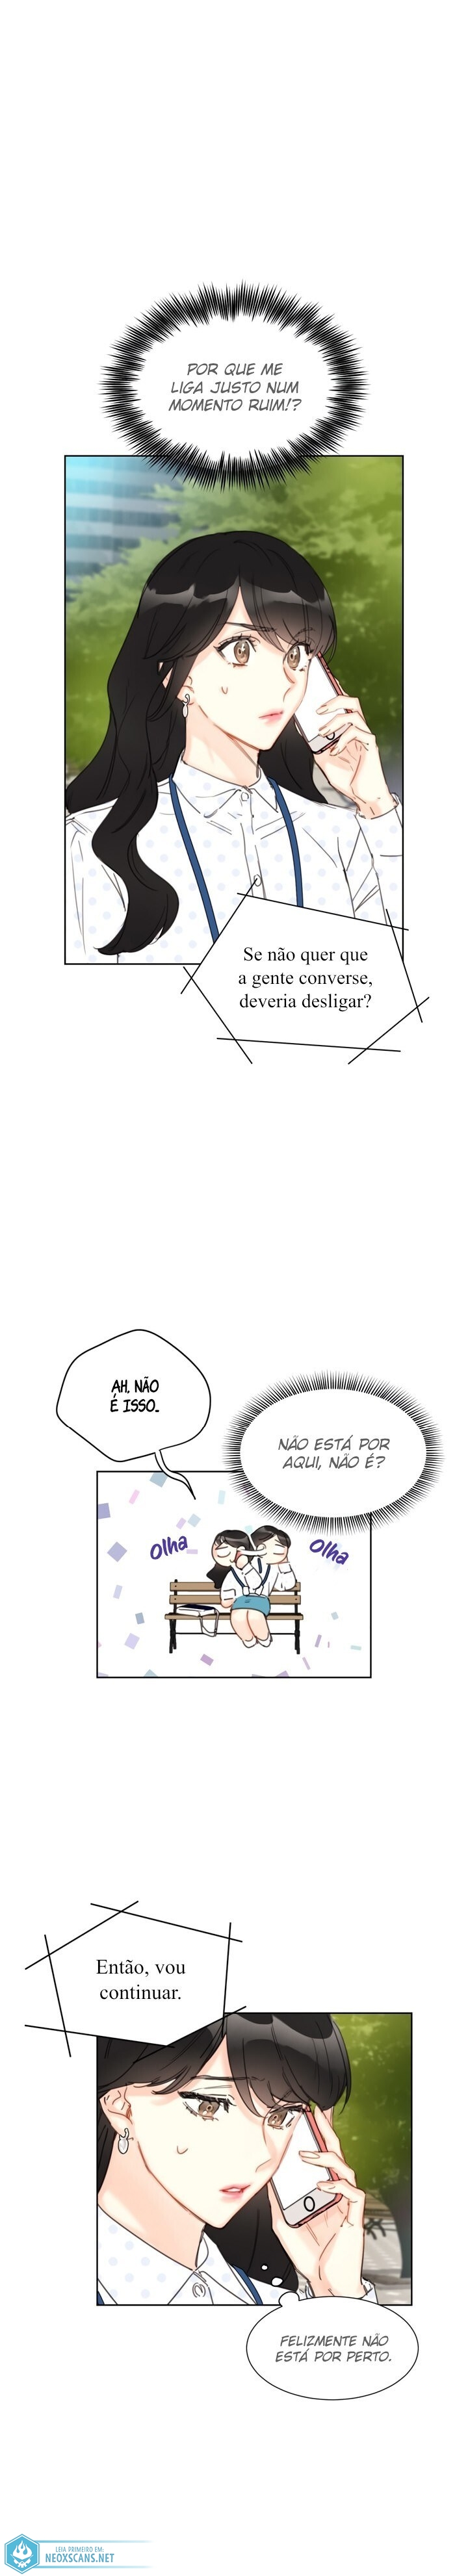 POR QUE ME
LIGA JUSTO NUM
MOMENTO RUIM!?
Se não quer que
a gente converse,
deveria desligar?
AH, NÃO
É ISSO..
NÃO ESTÁ POR
AQUI, NÃO É?
Olha
Olha
Então, vou
continuar.
FELIZMENTE NÃO
ESTÁ POR PERTO.
LEIA PRIMEIRO EM:
NEOXSCANS.NET